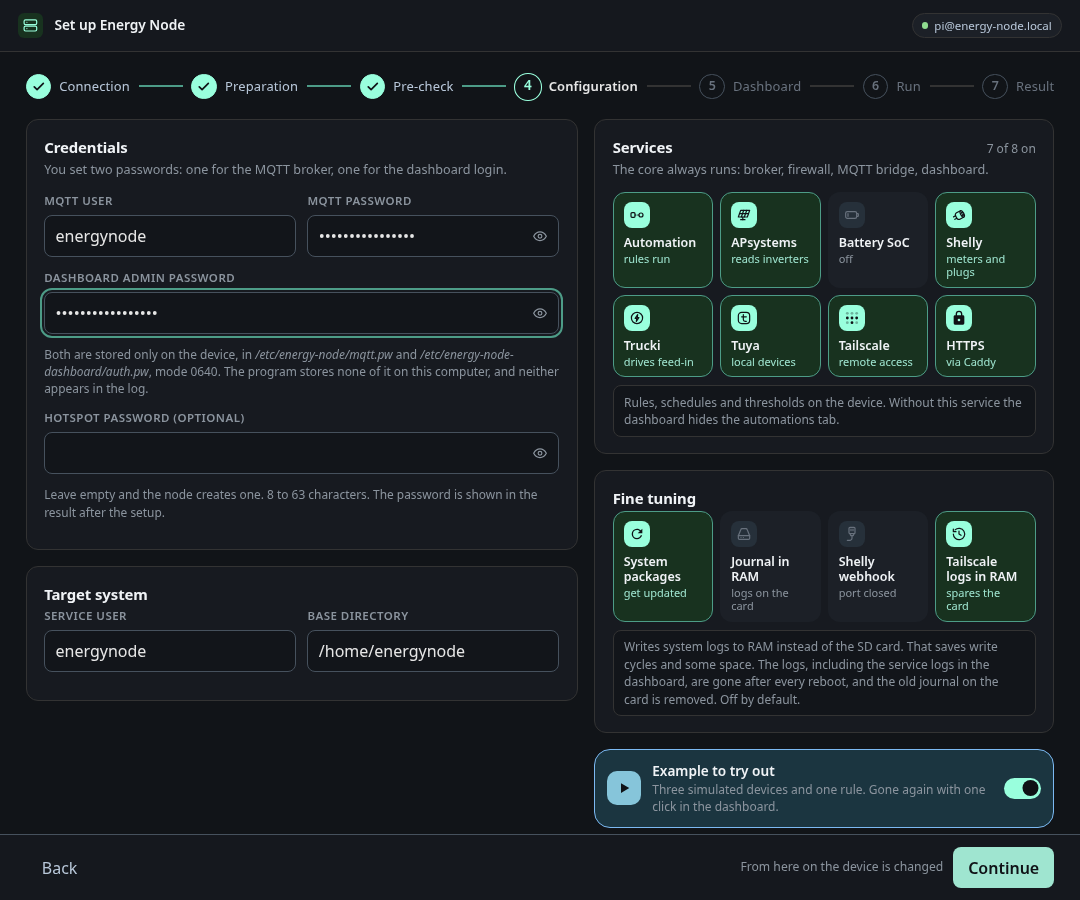 Set up Energy Node
pi@energy-node.local
Connection
Preparation
Pre-check
4 Configuration
5 Dashboard
6 Run
7 Result
Credentials
You set two passwords: one for the MQTT broker, one for the dashboard login.
MQTT USER
MQTT PASSWORD
energynode
••••••••••••••••
DASHBOARD ADMIN PASSWORD
•••••••••••••••••
Both are stored only on the device, in /etc/energy-node/mqtt.pw and /etc/energy-node-
dashboard/auth.pw, mode 0640. The program stores none of it on this computer, and neither
appears in the log.
HOTSPOT PASSWORD (OPTIONAL)
Leave empty and the node creates one. 8 to 63 characters. The password is shown in the
result after the setup.
Target system
SERVICE USER
BASE DIRECTORY
energynode
/home/energynode
Services
7 of 8 on
The core always runs: broker, firewall, MQTT bridge, dashboard.
Automation
rules run
APsystems
reads inverters
Battery SoC
off
Shelly
meters and
plugs
Trucki
drives feed-in
Tuya
local devices
Tailscale
remote access
HTTPS
via Caddy
Rules, schedules and thresholds on the device. Without this service the
dashboard hides the automations tab.
Fine tuning
System
packages
get updated
Journal in
RAM
logs on the
card
Shelly
webhook
port closed
Tailscale
logs in RAM
spares the
card
Writes system logs to RAM instead of the SD card. That saves write
cycles and some space. The logs, including the service logs in the
dashboard, are gone after every reboot, and the old journal on the
card is removed. Off by default.
Example to try out
Three simulated devices and one rule. Gone again with one
click in the dashboard.
Back
From here on the device is changed
Continue